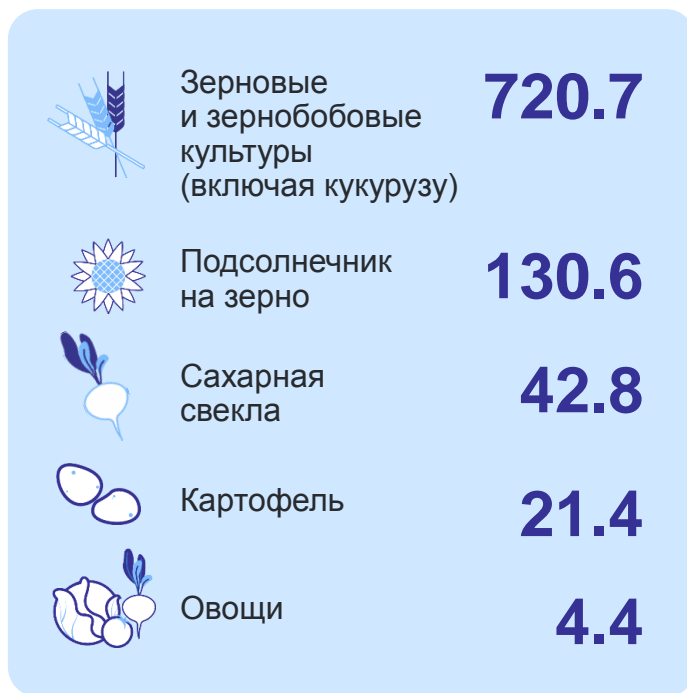 Зерновые
и зернобобовые
культуры
(включая кукурузу)
720.7
Подсолнечник
на зерно
130.6
Сахарная
свекла
42.8
Картофель
21.4
Овощи
4.4